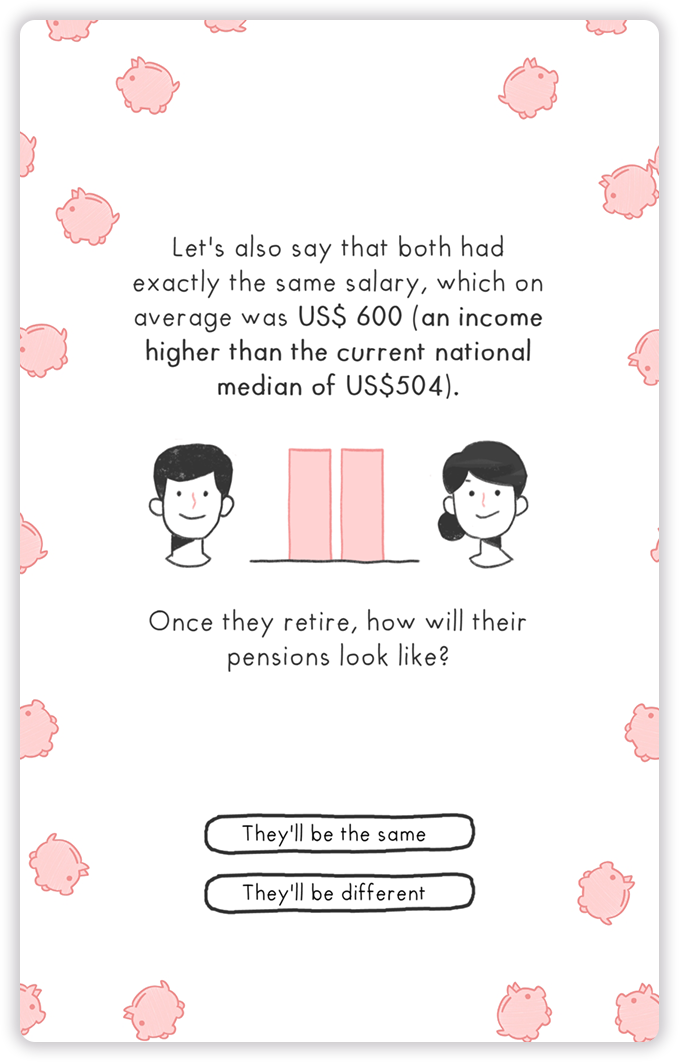 Let's also say that both had
exactly the same salary, which on
average was US$ 600 (an income
higher than the current national
median of US$504).
Once they retire, how will their
pensions look like?
They'll be the same
They'll be different